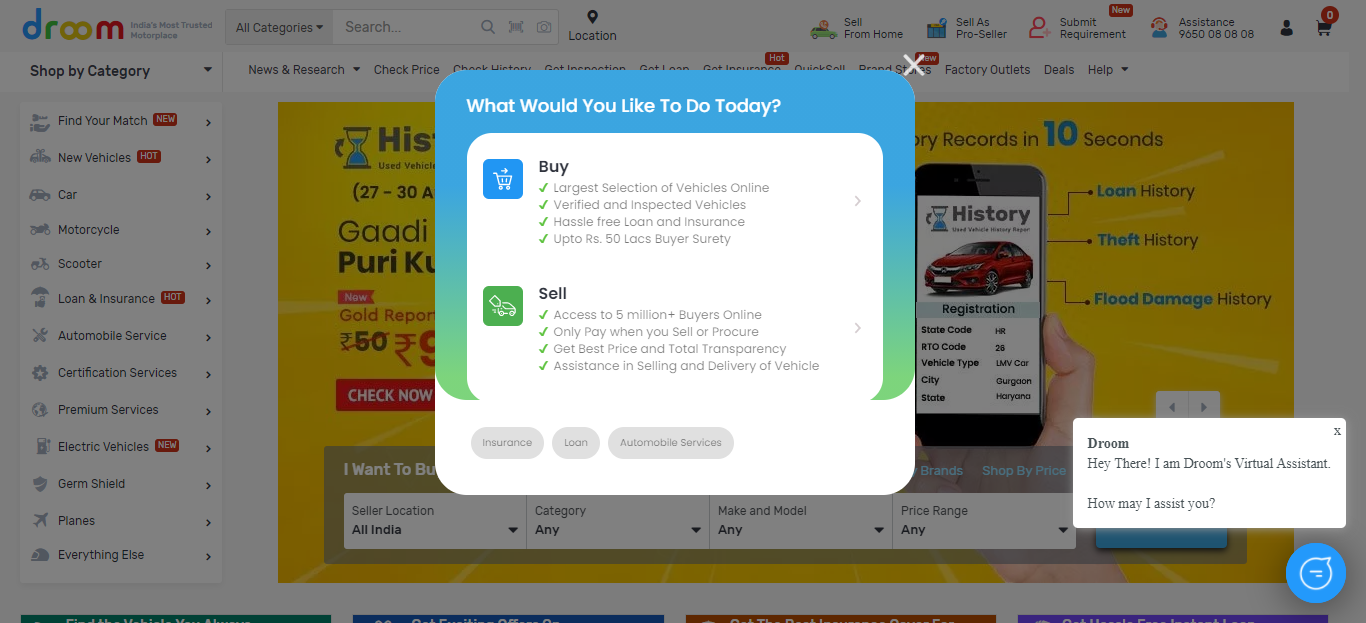 droom India's Most Trusted
Motorplace
All Categories
Search...
Location
Sell
From Home
Sell As
Pro-Seller
New
Submit
Requirement
Assistance
9650 08 08 08
0
Shop by Category
News & Research
Check Price
Check History
Get Inspection
Get Loan
Hot
Get Insurance
QuickSell
Brand Stores
Factory Outlets
Deals
Help
Find Your Match NEW
New Vehicles HOT
Car
Motorcycle
Scooter
Loan & Insurance HOT
Automobile Service
Certification Services
Premium Services
Electric Vehicles NEW
Germ Shield
Planes
Everything Else
What Would You Like To Do Today?
Buy
✔ Largest Selection of Vehicles Online
✔ Verified and Inspected Vehicles
✔ Hassle free Loan and Insurance
✔ Upto Rs. 50 Lacs Buyer Surety
Sell
✔ Access to 5 million+ Buyers Online
✔ Only Pay when you Sell or Procure
✔ Get Best Price and Total Transparency
✔ Assistance in Selling and Delivery of Vehicle
Insurance
Loan
Automobile Services
His
Used Vehicle
(27 - 30 A
Gaadi
Puri Ku
New
Gold Repor
₹50 ₹9
CHECK NOW
Records in 10 Seconds
Loan History
Theft History
Flood Damage History
History
Used Vehicle History Repor
Registration
State Code HR
RTO Code 26
Vehicle Type LMV Car
City Gurgaon
State Haryana
I Want To Bu
Brands
Shop By Price
Seller Location
All India
Category
Any
Make and Model
Any
Price Range
Any
x
Droom
Hey There! I am Droom's Virtual Assistant.
How may I assist you?